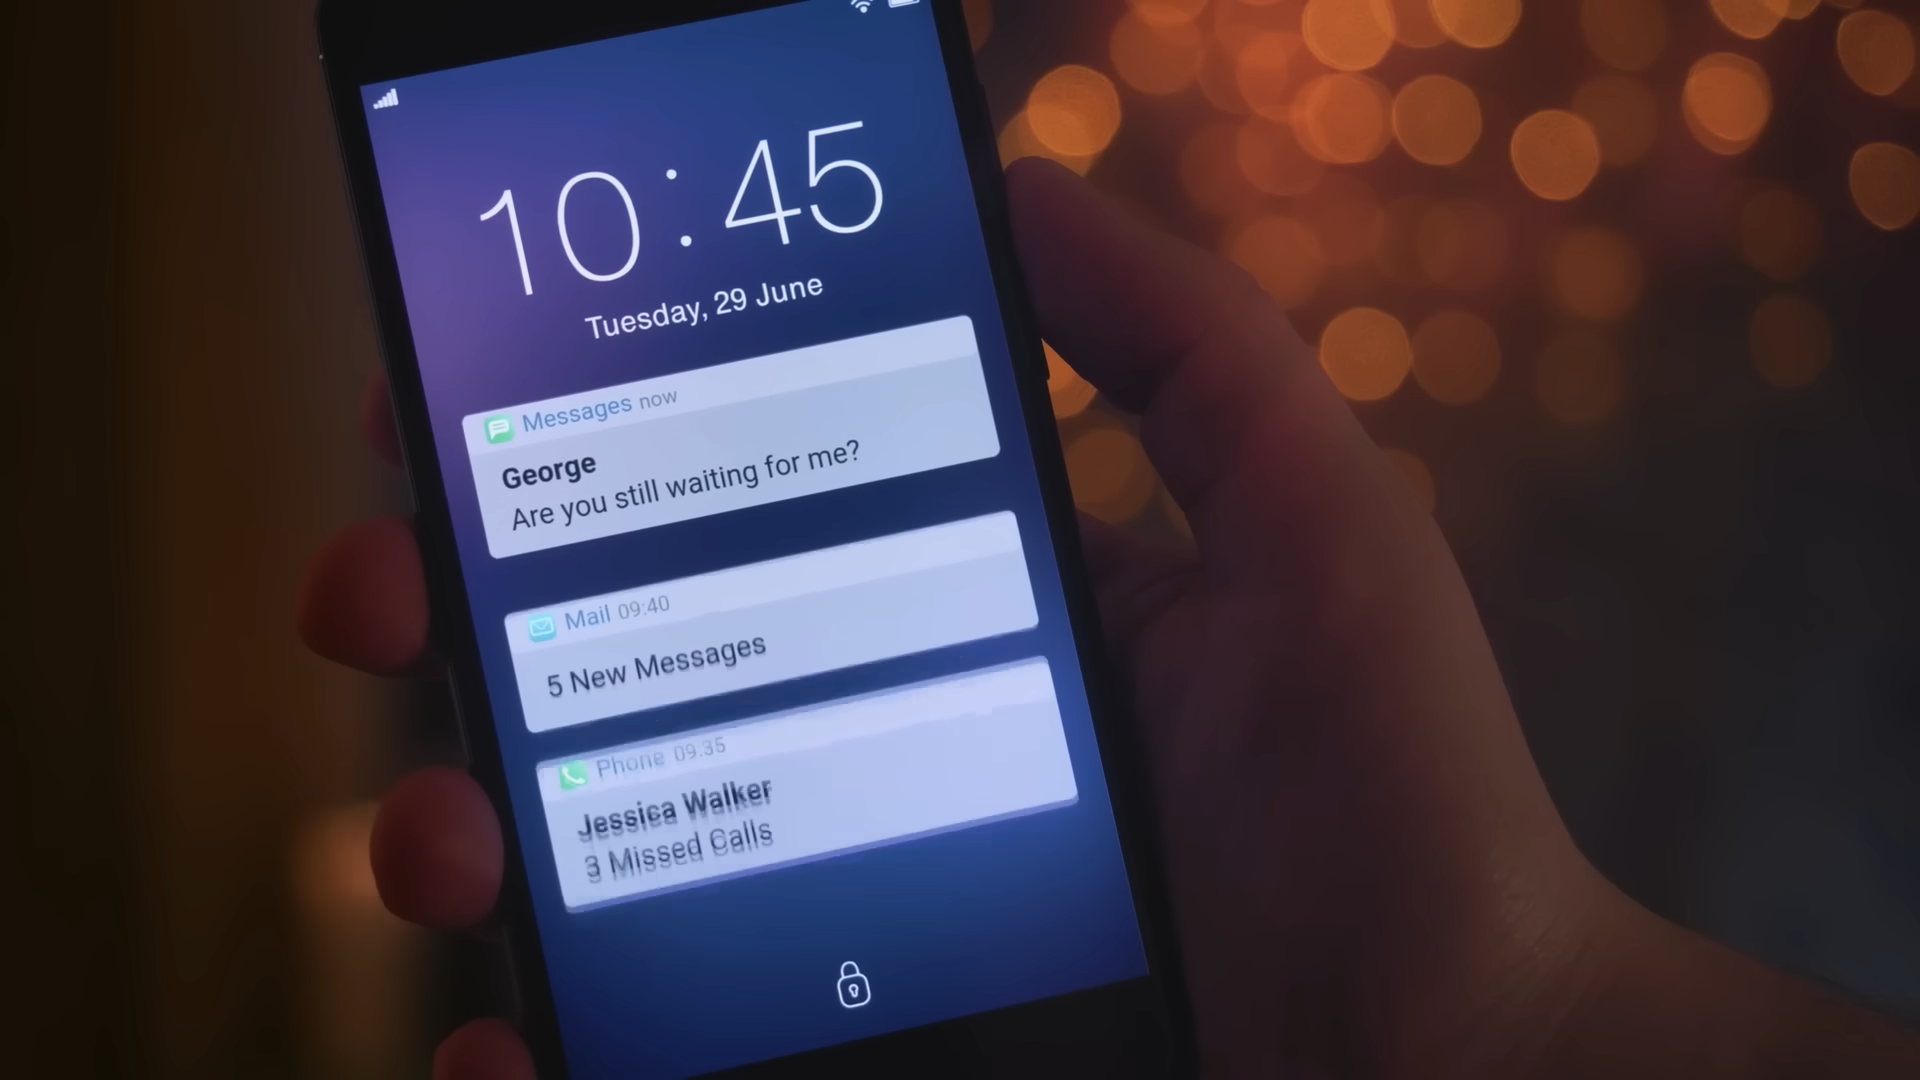 10:45
Tuesday, 29 June
Messages now
George
Are you still waiting for me?
Mail 09:40
5 New Messages
Phone 09:35
Jessica Walker
3 Missed Calls